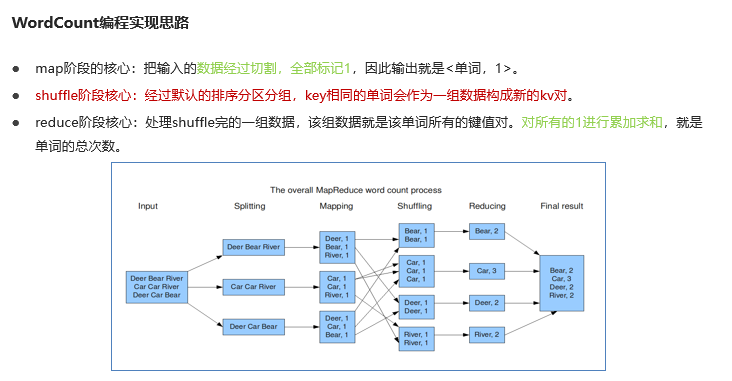 WordCount编程实现思路
● map阶段的核心：把输入的数据经过切割，全部标记1，因此输出就是<单词，1>。
● shuffle阶段核心：经过默认的排序分区分组，key相同的单词会作为一组数据构成新的kv对。
● reduce阶段核心：处理shuffle完的一组数据，该组数据就是该单词所有的键值对。对所有的1进行累加求和，就是
单词的总次数。
The overall MapReduce word count process
Input Splitting Mapping Shuffling Reducing Final result
Deer Bear River
Car Car River
Deer Car Bear
Deer Bear River
Car Car River
Deer Car Bear
Deer, 1
Bear, 1
River, 1
Car, 1
Car, 1
River, 1
Deer, 1
Car, 1
Bear, 1
Bear, 1
Bear, 1
Car, 1
Car, 1
Car, 1
Deer, 1
Deer, 1
River, 1
River, 1
Bear, 2
Car, 3
Deer, 2
River, 2
Bear, 2
Car, 3
Deer, 2
River, 2